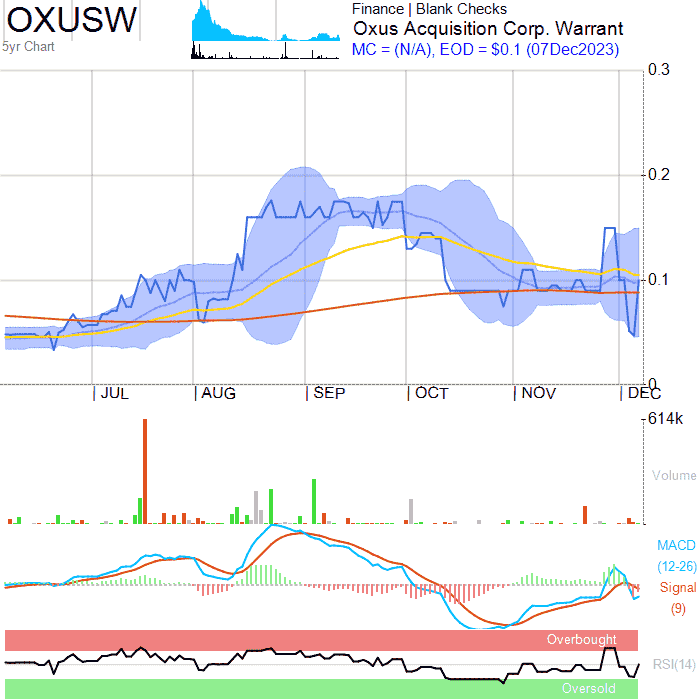 OXUSW
5yr Chart
Finance | Blank Checks
Oxus Acquisition Corp. Warrant
MC = (N/A), EOD = $0.1 (07Dec2023)
0.3
0.2
0.1
0
JUL AUG SEP OCT NOV DEC
614k
Volume
MACD
(12-26)
Signal
(9)
Overbought
RSI(14)
Oversold